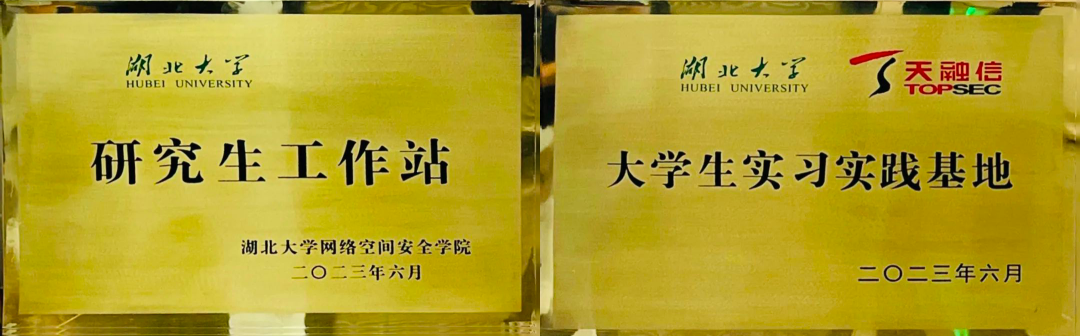 湖北大学
HUBEI UNIVERSITY
研究生工作站
湖北大学网络空间安全学院
二〇二三年六月
湖北大学
HUBEI UNIVERSITY
天融信
TOPSEC
大学生实习实践基地
二〇二三年六月